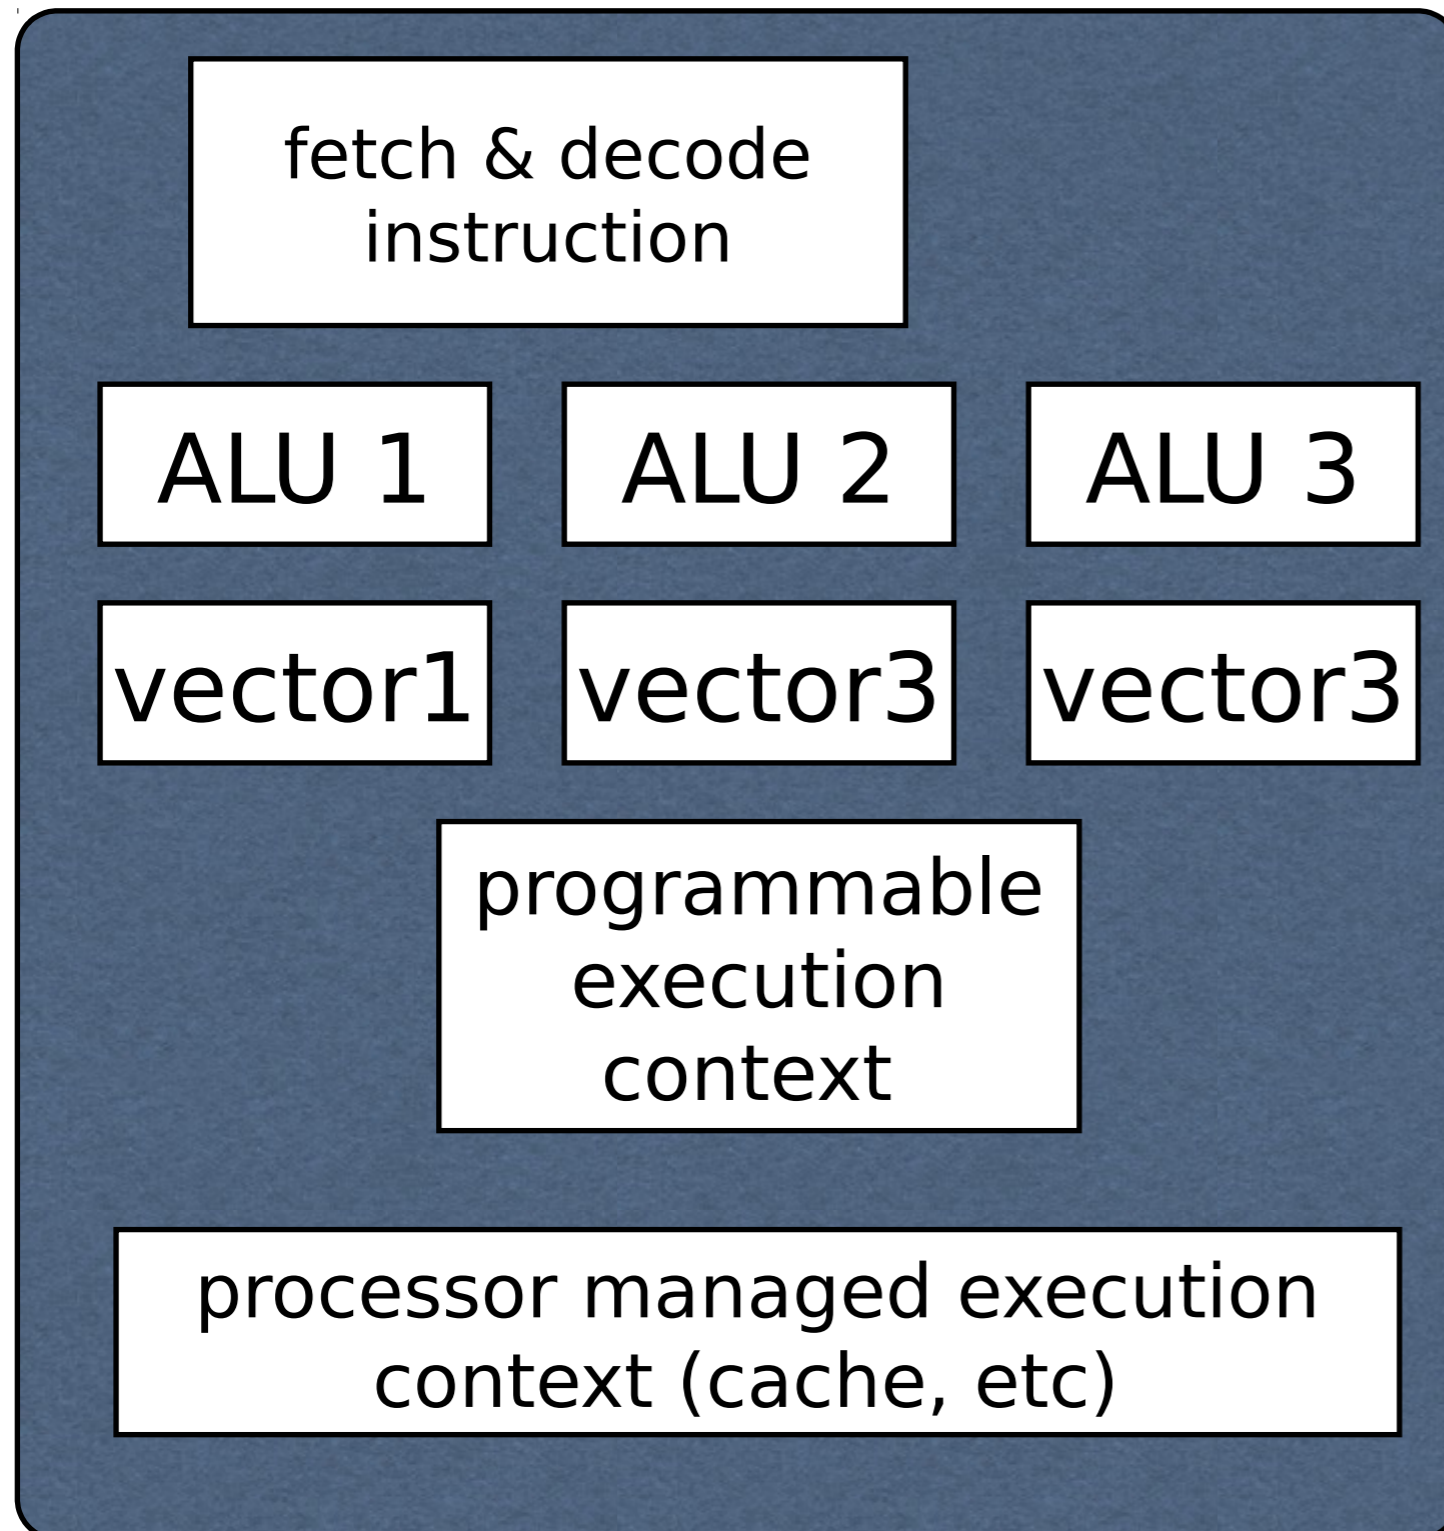 fetch & decode
instruction
ALU 1
ALU 2
ALU 3
vector1
vector3
vector3
programmable
execution
context
processor managed execution
context (cache, etc)